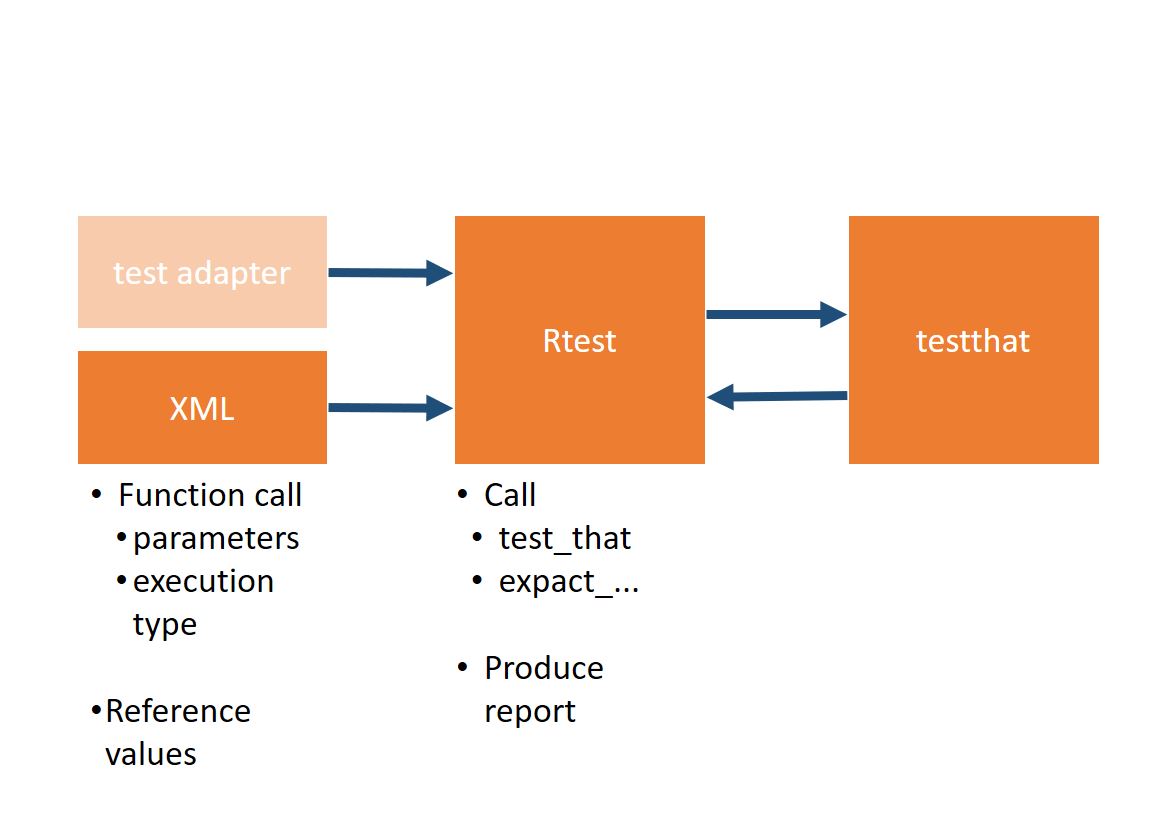 test adapter
XML
Rtest
testthat
• Function call
• parameters
• execution
type
• Reference
values
• Call
• test_that
• expact_...
• Produce
report